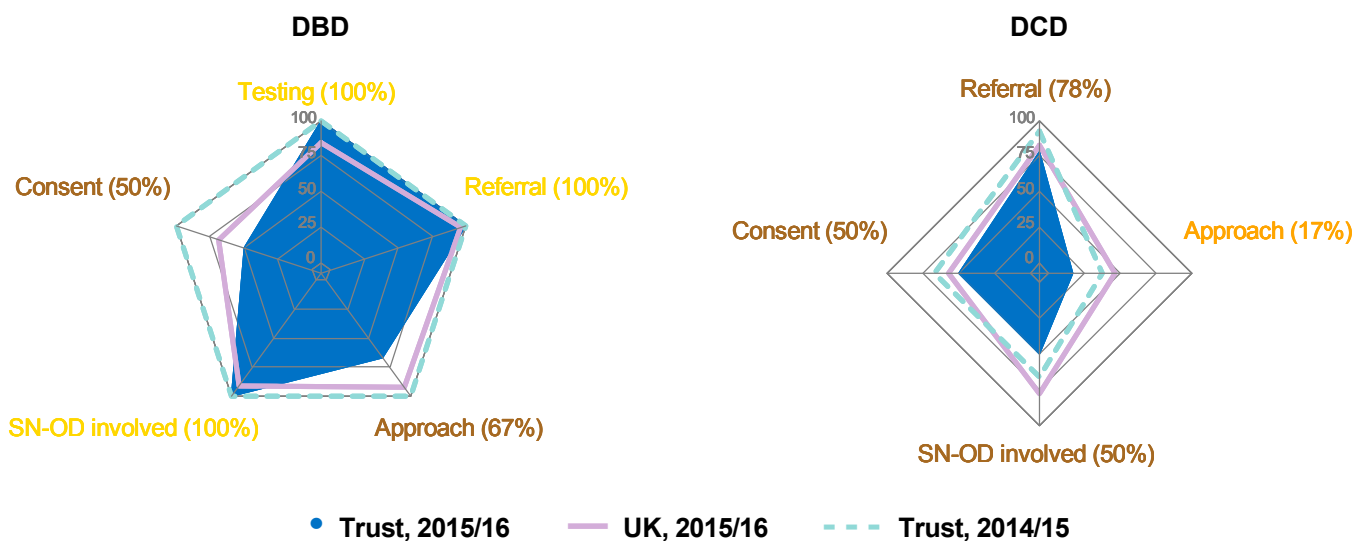 DBD
Testing (100%)
100
75
50
25
0
Consent (50%)
Referral (100%)
SN-OD involved (100%)
Approach (67%)
DCD
Referral (78%)
100
75
50
25
0
Consent (50%)
Approach (17%)
SN-OD involved (50%)
Trust, 2015/16
UK, 2015/16
Trust, 2014/15